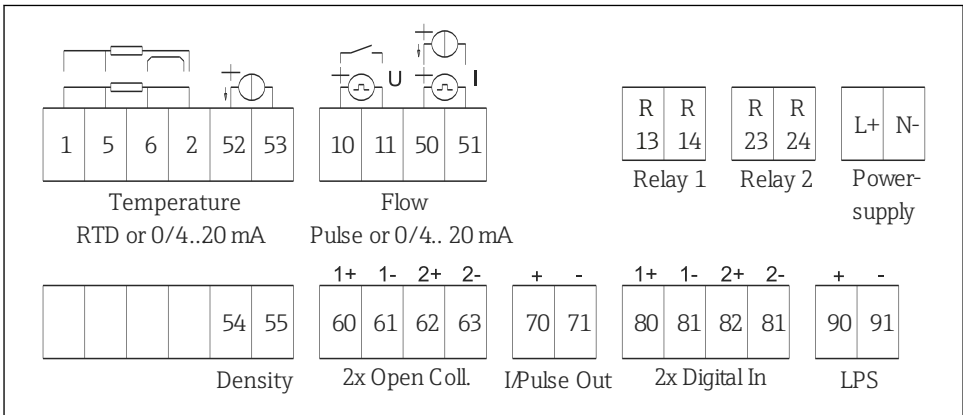 U I
1 5 6 2 52 53 10 11 50 51
R R R R
13 14 23 24
L+ N-
Relay 1 Relay 2 Power-
supply
Temperature Flow
RTD or 0/4..20 mA Pulse or 0/4.. 20 mA
1+ 1- 2+ 2- + - 1+ 1- 2+ 2- + -
54 55 60 61 62 63 70 71 80 81 82 81 90 91
Density 2x Open Coll. I/Pulse Out 2x Digital In LPS